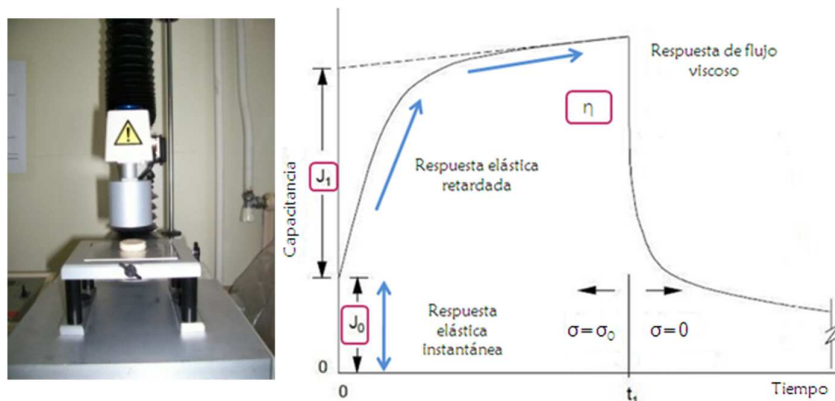 Respuesta de flujo
viscoso
η
Respuesta elástica
retardada
J₁
Capacitancia
J₀
Respuesta
elástica
instantánea
σ=σ₀
σ=0
0
0
t₁
Tiempo